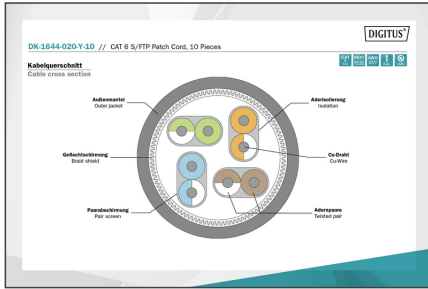 DIGITUS®
DK-1644-020-Y-10 // CAT 6 S/FTP Patch Cord, 10 Pieces
Kabelquerschnitt
Cable cross section
Außenmantel
Outer jacket
Aderisolierung
Isolation
Geflechtschirmung
Braid shield
Cu-Draht
Cu-Wire
Paarabschirmung
Pair screen
Adernpaare
Twisted pair